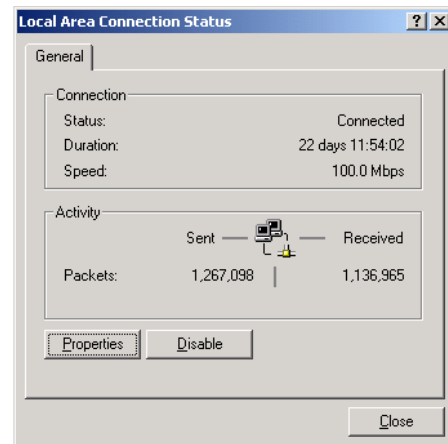 Local Area Connection Status ? X
General
Connection
Status: Connected
Duration: 22 days 11:54:02
Speed: 100.0 Mbps
Activity
Sent Received
Packets: 1,267,098 1,136,965
Properties Disable
Close